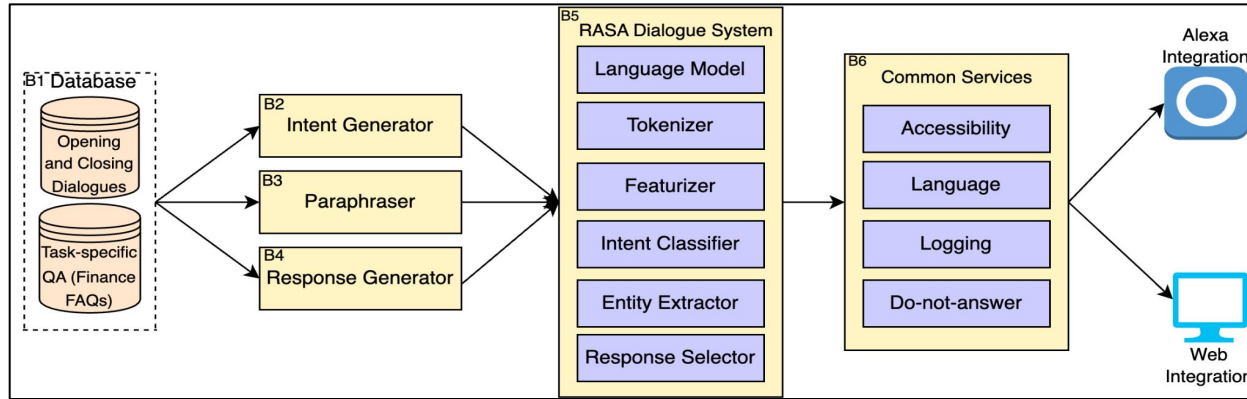 B1 Database
Opening
and Closing
Dialogues
Task-specific
QA (Finance
FAQs)
B2
Intent Generator
B3
Paraphraser
B4
Response Generator
B5
RASA Dialogue System
Language Model
Tokenizer
Featurizer
Intent Classifier
Entity Extractor
Response Selector
B6
Common Services
Accessibility
Language
Logging
Do-not-answer
Alexa
Integration
Web
Integration